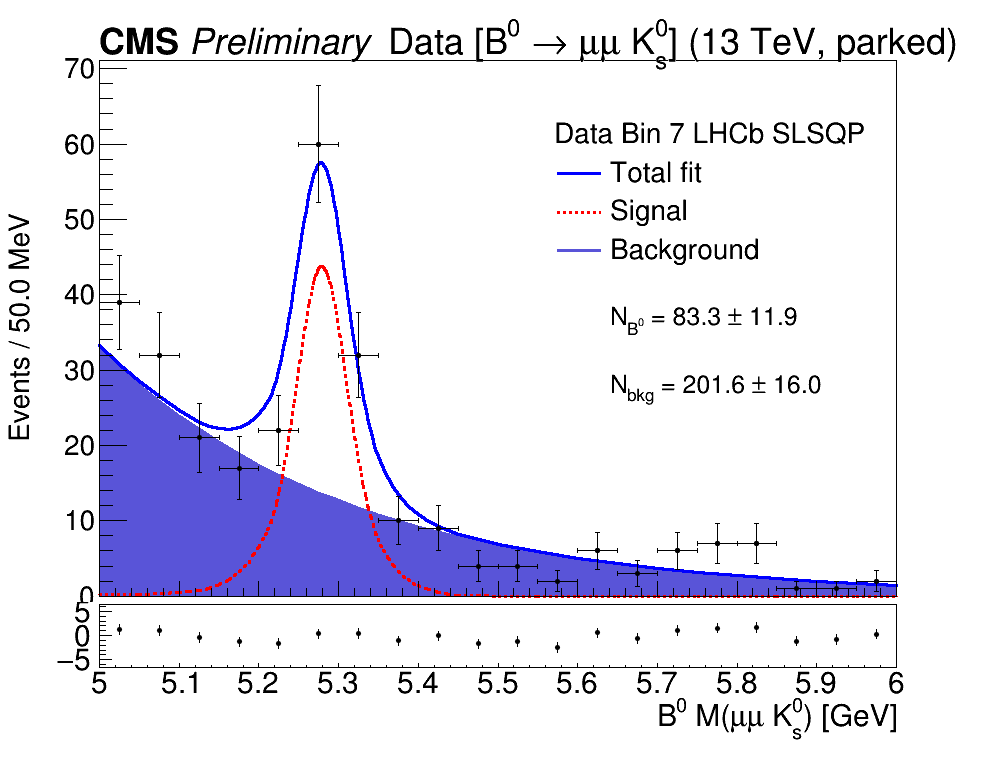 CMS Preliminary Data [B⁰ → μμ K⁰ₛ] (13 TeV, parked)
70
60
50
40
30
20
10
0
Events / 50.0 MeV
Data Bin 7 LHCb SLSQP
Total fit
Signal
Background
N_B⁰ = 83.3 ± 11.9
N_bkg = 201.6 ± 16.0
5
0
−5
5 5.1 5.2 5.3 5.4 5.5 5.6 5.7 5.8 5.9 6
B⁰ M(μμ K⁰ₛ) [GeV]